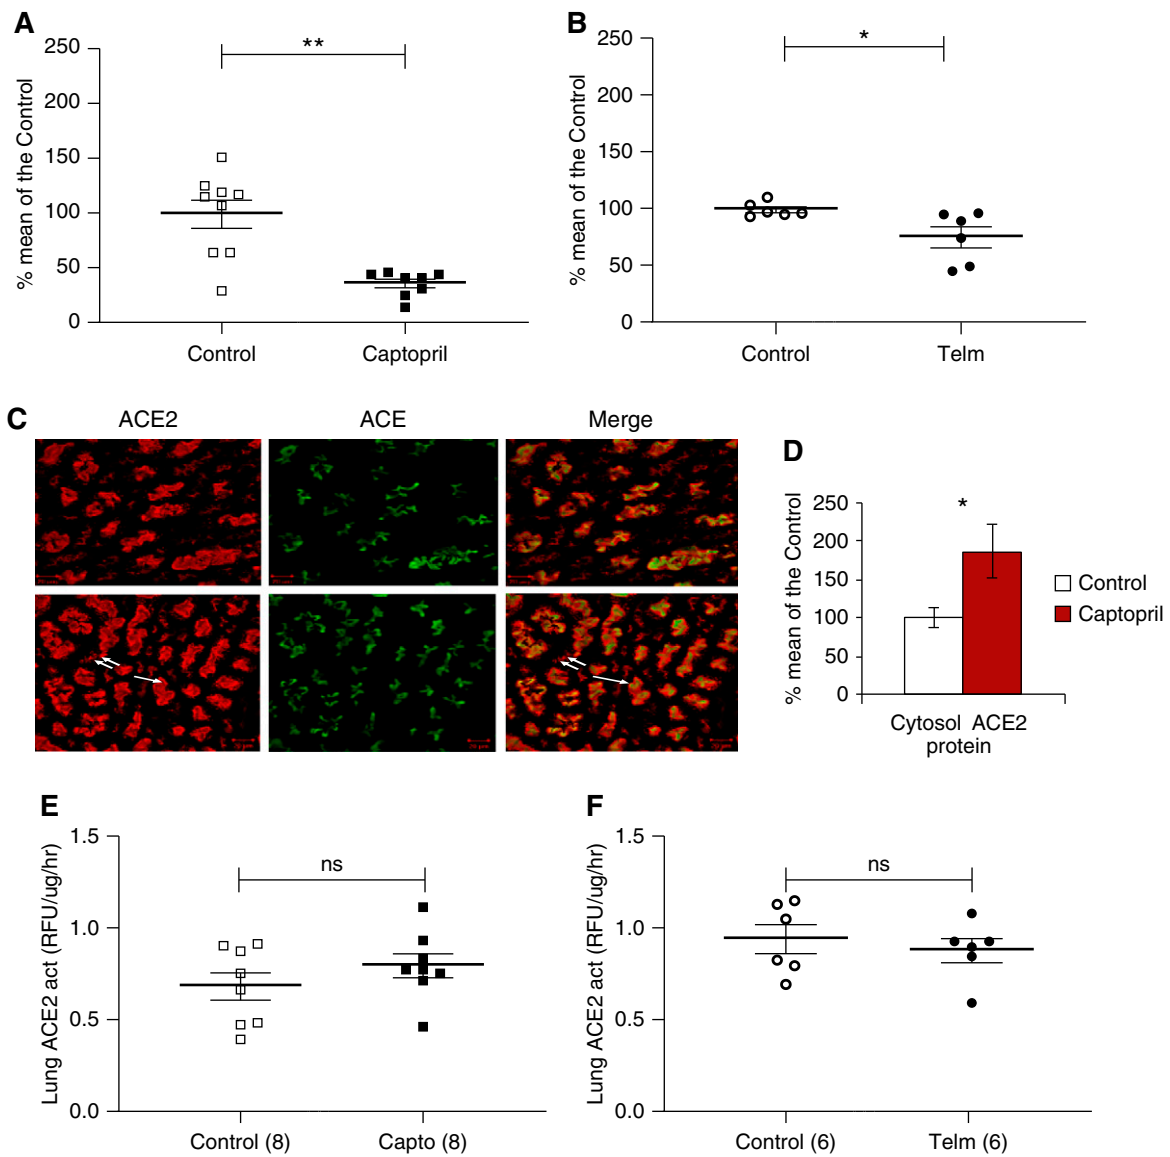 A
B
% mean of the Control
250
200
150
100
50
0
**
Control
Captopril
% mean of the Control
250
200
150
100
50
0
*
Control
Telm
C
ACE2
ACE
Merge
D
% mean of the Control
250
200
150
100
50
0
*
Control
Captopril
Cytosol ACE2
protein
E
Lung ACE2 act (RFU/ug/hr)
1.5
1.0
0.5
0.0
ns
Control (8)
Capto (8)
F
Lung ACE2 act (RFU/ug/hr)
1.5
1.0
0.5
0.0
ns
Control (6)
Telm (6)